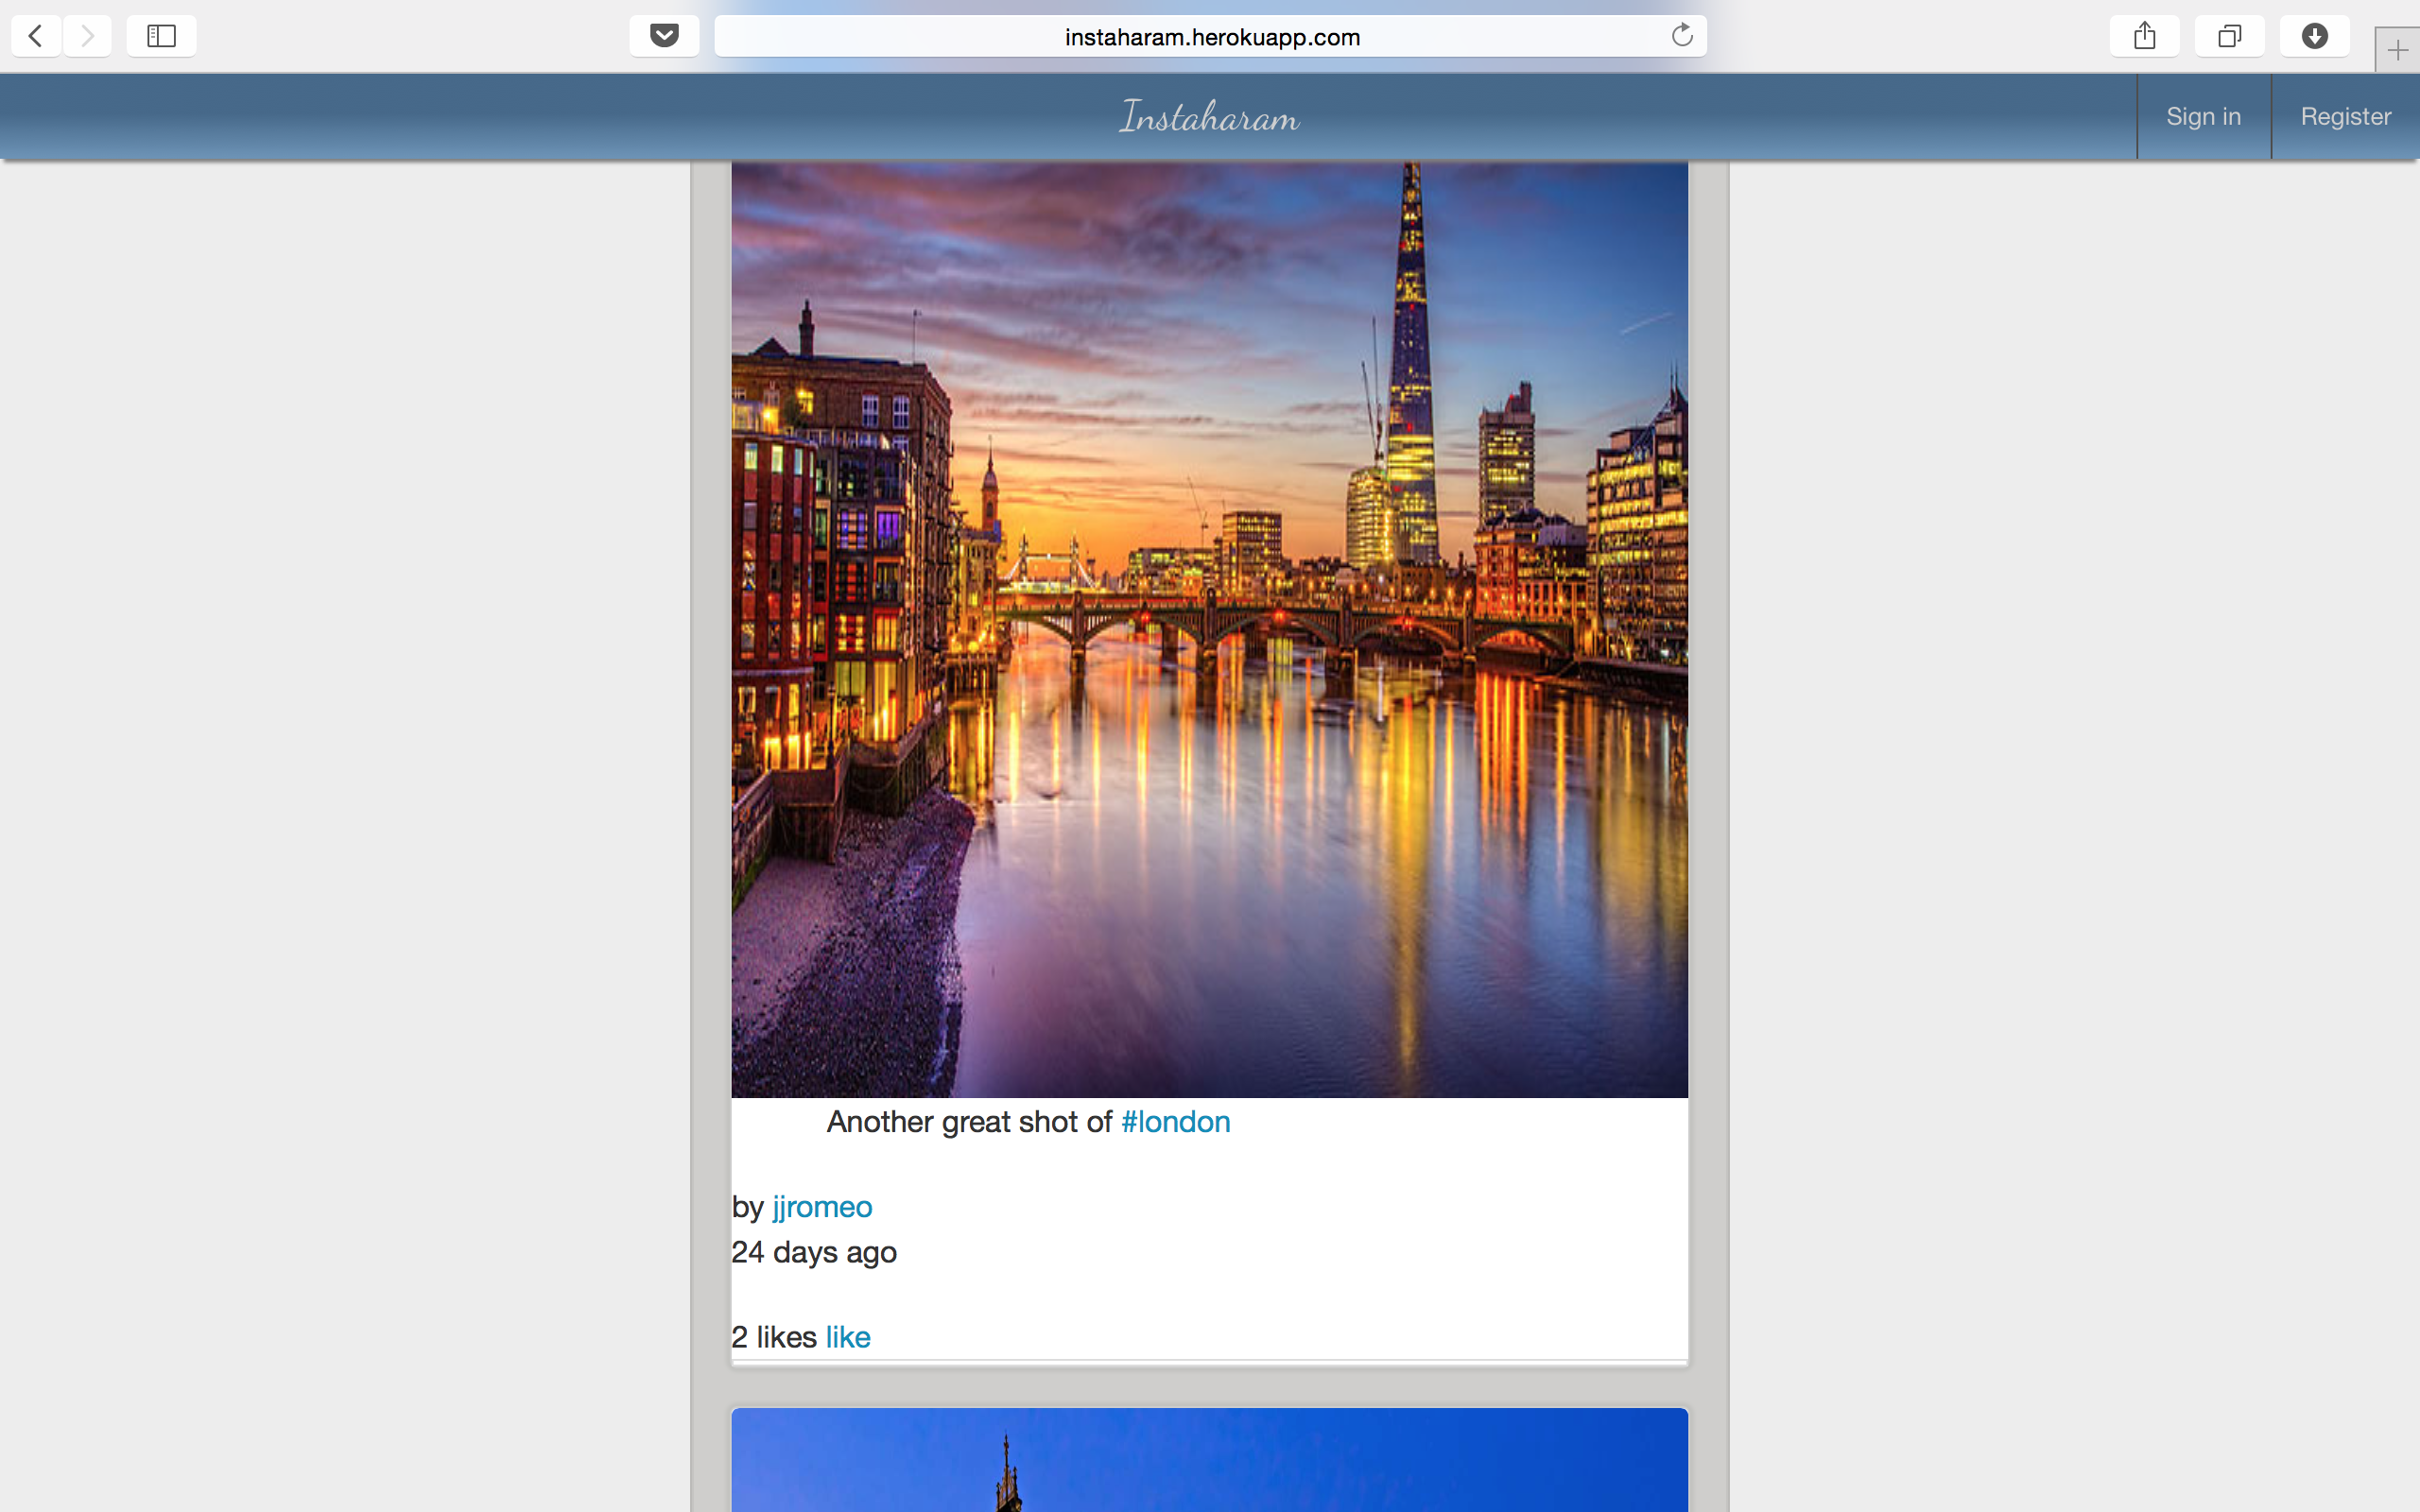 instaharam.herokuapp.com
Instaharam
Sign in
Register
Another great shot of #london
by jjromeo
24 days ago
2 likes like